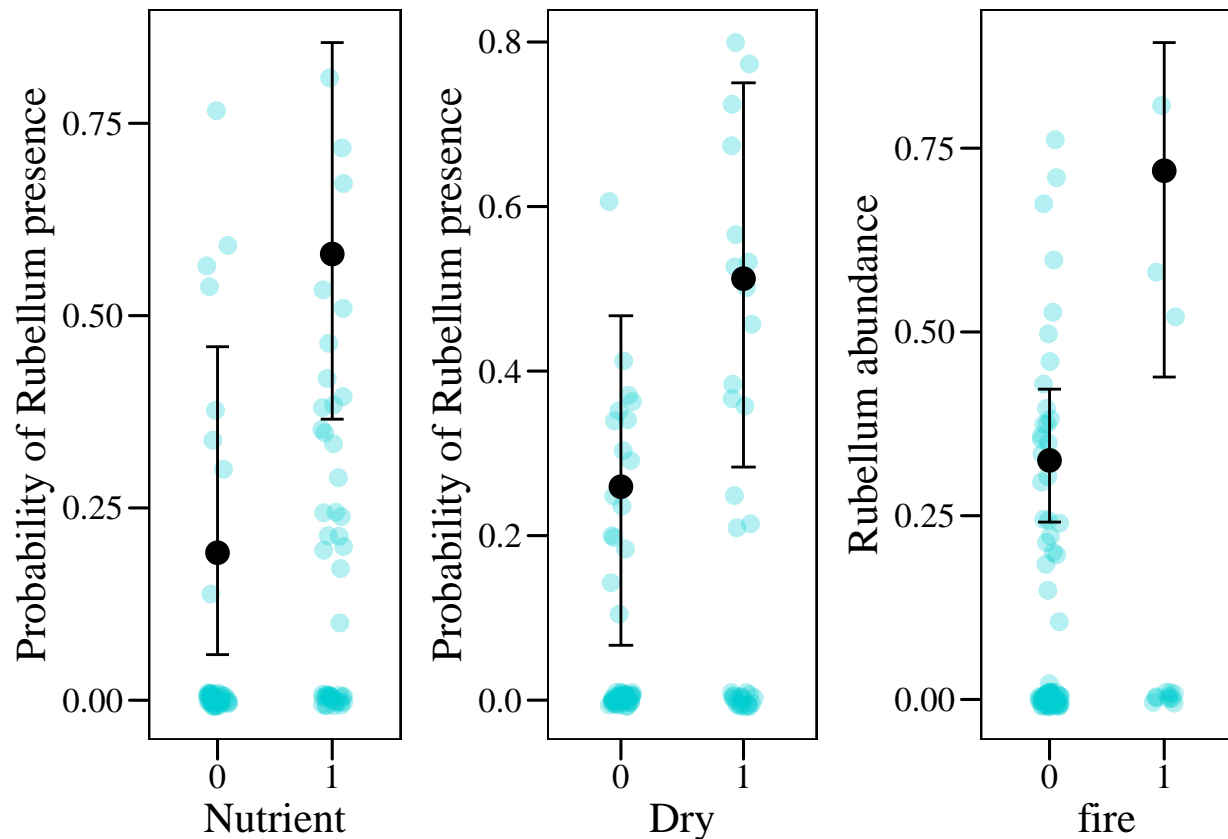 Probability of Rubellum presence
0.75
0.50
0.25
0.00
0 1
Nutrient
Probability of Rubellum presence
0.8
0.6
0.4
0.2
0.0
0 1
Dry
Rubellum abundance
0.75
0.50
0.25
0.00
0 1
fire